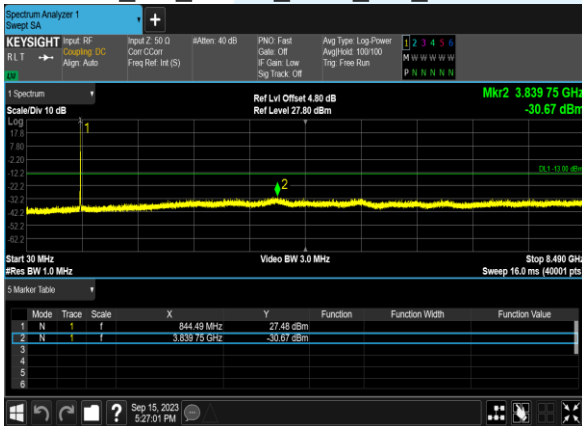 Spectrum Analyzer 1
Swept SA
KEYSIGHT Input: RF Input Z: 50 Ω #Atten: 40 dB PNO: Fast Avg Type: Log-Power 1 2 3 4 5 6
RLT Coupling: DC Corr CCorr Gate: Off Avg|Hold: 100/100 M W W W W W
Align: Auto Freq Ref: Int (S) IF Gain: Low Trig: Free Run
Sig Track: Off P N N N N N
1 Spectrum Ref Lvl Offset 4.80 dB Mkr2 3.839 75 GHz
Scale/Div 10 dB Ref Level 27.80 dBm -30.67 dBm
Log
17.8
7.80
-2.20
-12.2
-22.2
-32.2
-42.2
-52.2
-62.2
1
2
DL1 -13.00 dBm
Start 30 MHz Video BW 3.0 MHz Stop 8.490 GHz
#Res BW 1.0 MHz Sweep 16.0 ms (40001 pts)
5 Marker Table
Mode Trace Scale X Y Function Function Width Function Value
1 N 1 f 844.49 MHz 27.48 dBm
2 N 1 f 3.839 75 GHz -30.67 dBm
3
4
5
6
? Sep 15, 2023
5:27:01 PM